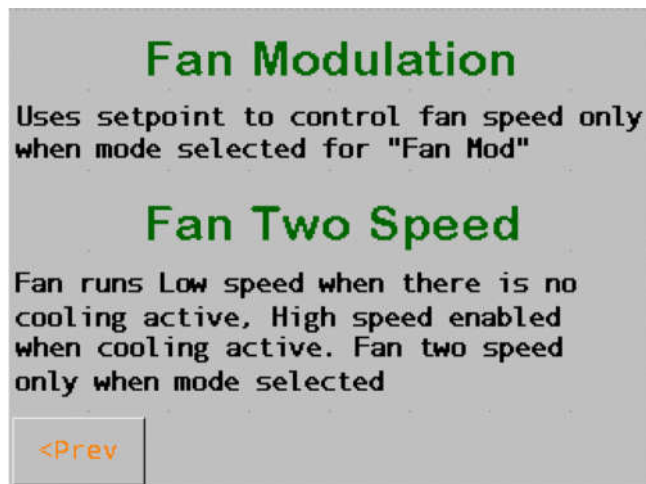 Fan Modulation
Uses setpoint to control fan speed only
when mode selected for "Fan Mod"
Fan Two Speed
Fan runs Low speed when there is no
cooling active, High speed enabled
when cooling active. Fan two speed
only when mode selected
<Prev